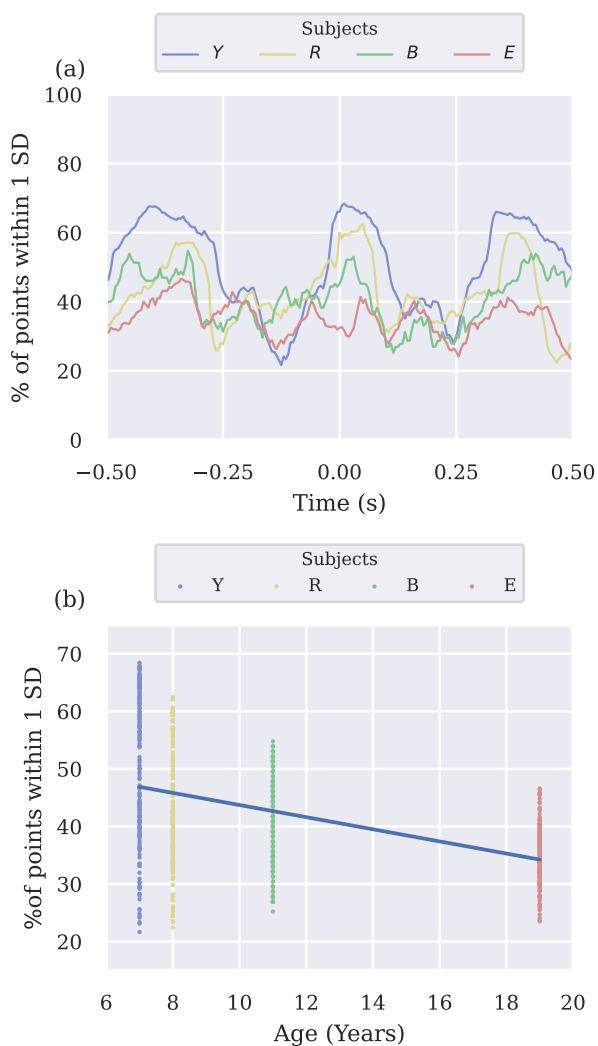 Subjects
Y R B E
(a)
100
80
60
40
20
0
% of points within 1 SD
−0.50 −0.25 0.00 0.25 0.50
Time (s)
Subjects
Y R B E
(b)
70
60
50
40
30
20
%of points within 1 SD
6 8 10 12 14 16 18 20
Age (Years)